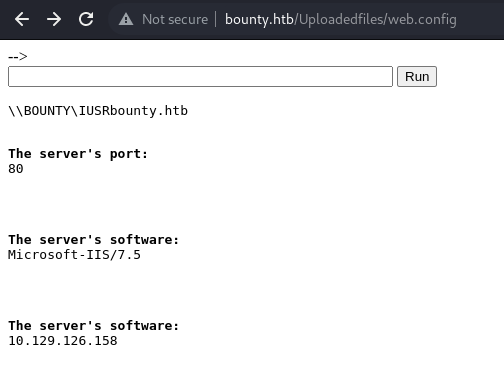 Not secure | bounty.htb/Uploadedfiles/web.config
-->
Run
\\BOUNTY\IUSRbounty.htb
The server's port:
80
The server's software:
Microsoft-IIS/7.5
The server's software:
10.129.126.158